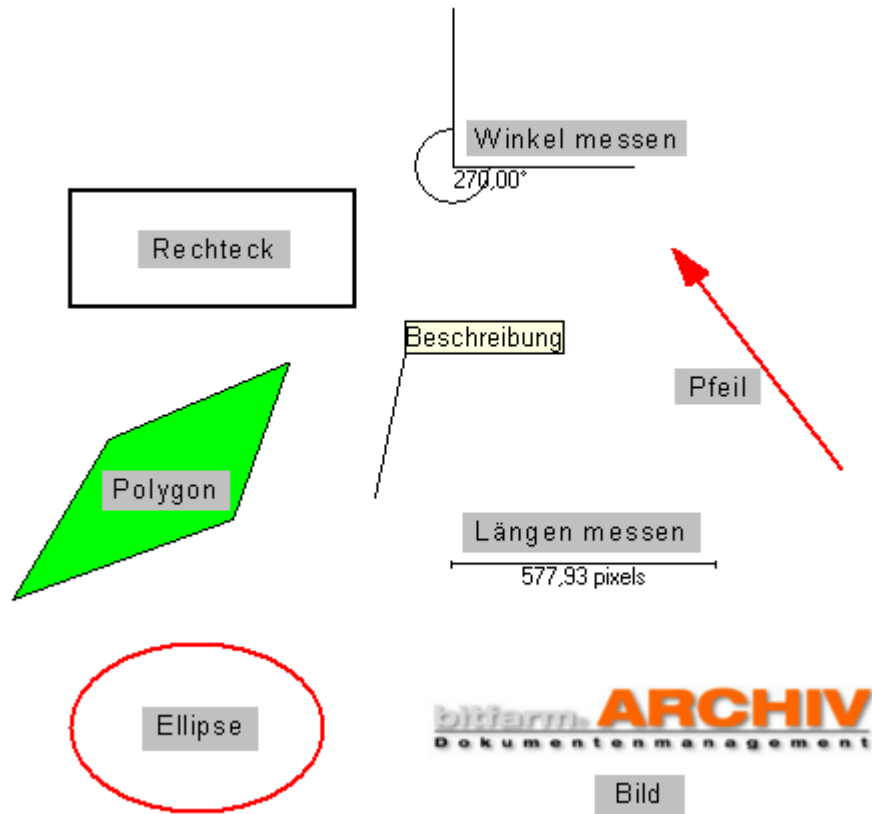 Winkel messen
270,00°
Rechteck
Beschreibung
Pfeil
Polygon
Längen messen
577,93 pixels
Ellipse
bitfarm. ARCHIV
Dokumentenmanagement
Bild